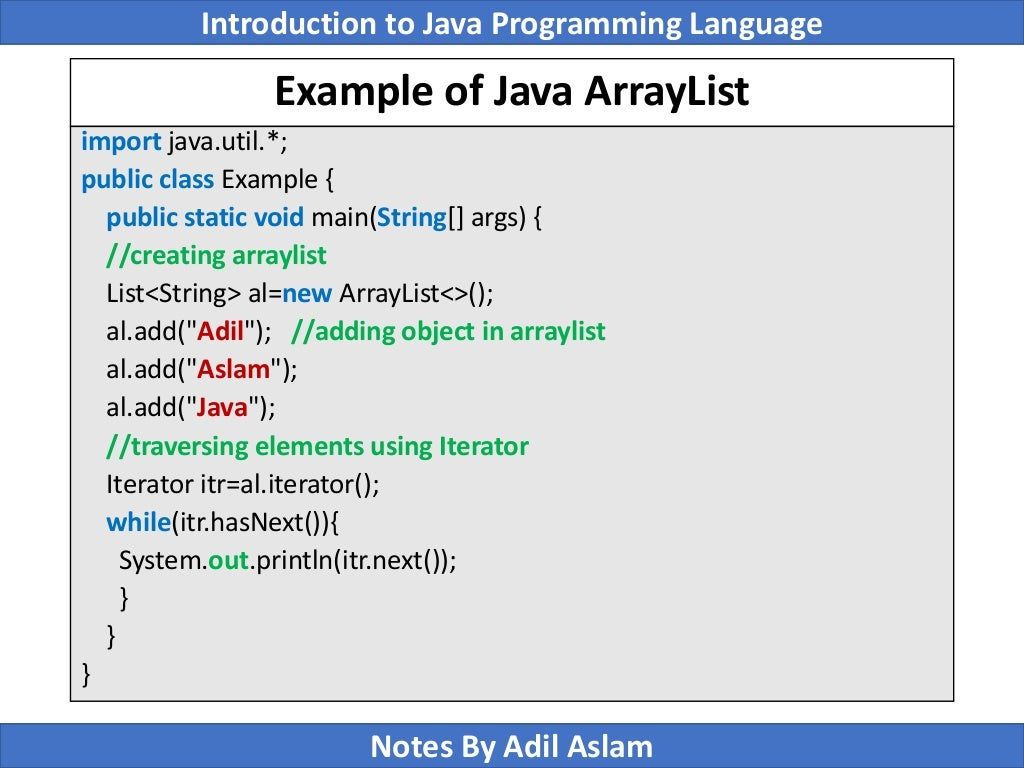 Introduction to Java Programming Language
Example of Java ArrayList
import java.util.*;
public class Example {
public static void main(String[] args) {
//creating arraylist
List<String> al=new ArrayList<>();
al.add("Adil"); //adding object in arraylist
al.add("Aslam");
al.add("Java");
//traversing elements using Iterator
Iterator itr=al.iterator();
while(itr.hasNext()){
System.out.println(itr.next());
}
}
}
Notes By Adil Aslam